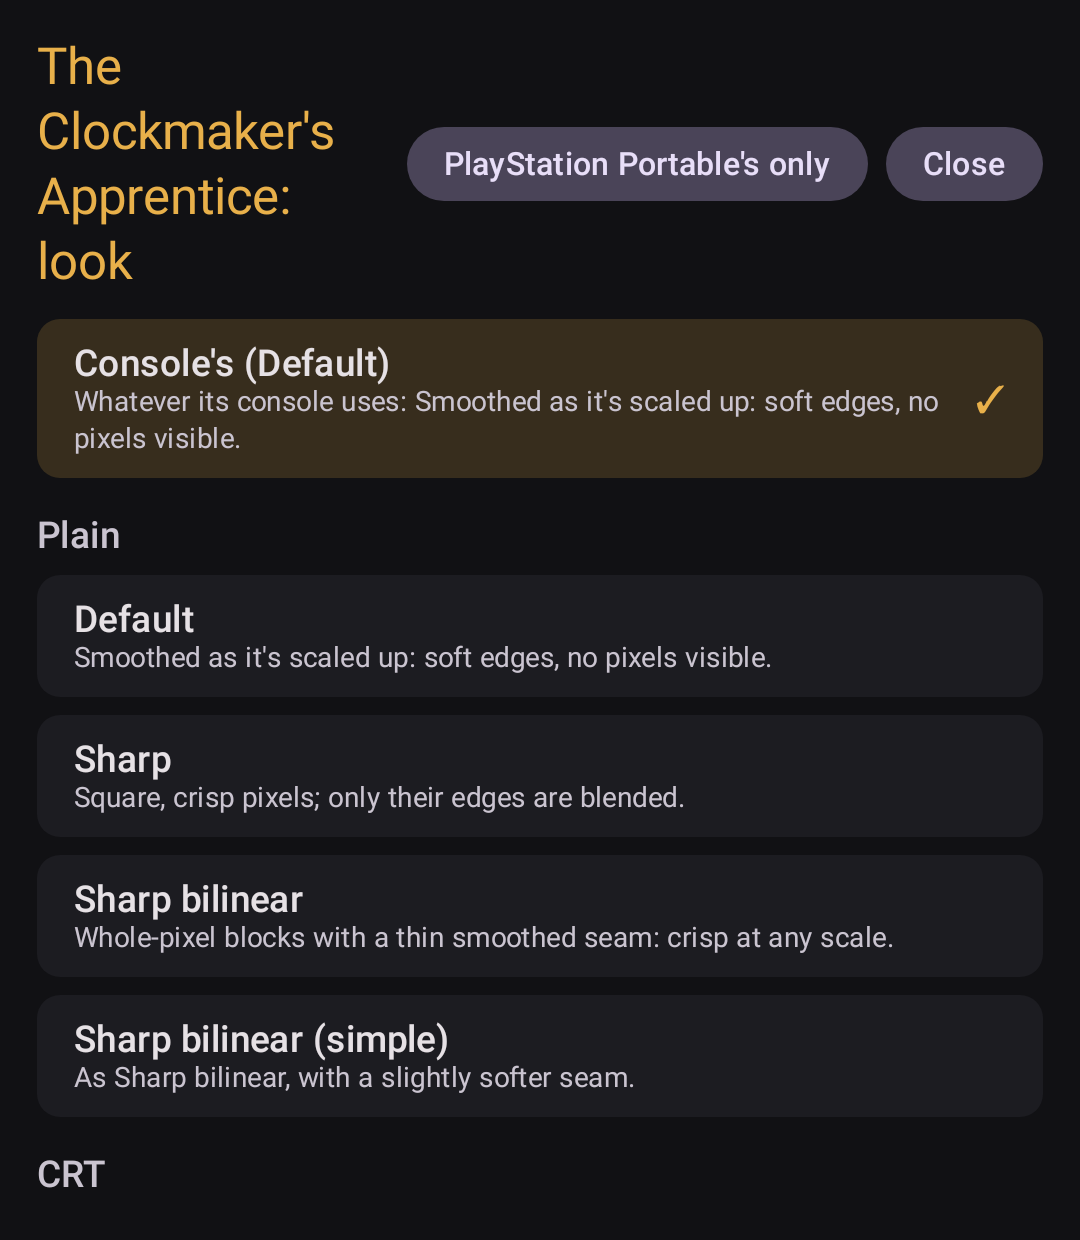 The
Clockmaker's
Apprentice:
look
PlayStation Portable's only
Close
Console's (Default)
Whatever its console uses: Smoothed as it's scaled up: soft edges, no
pixels visible.
✓
Plain
Default
Smoothed as it's scaled up: soft edges, no pixels visible.
Sharp
Square, crisp pixels; only their edges are blended.
Sharp bilinear
Whole-pixel blocks with a thin smoothed seam: crisp at any scale.
Sharp bilinear (simple)
As Sharp bilinear, with a slightly softer seam.
CRT